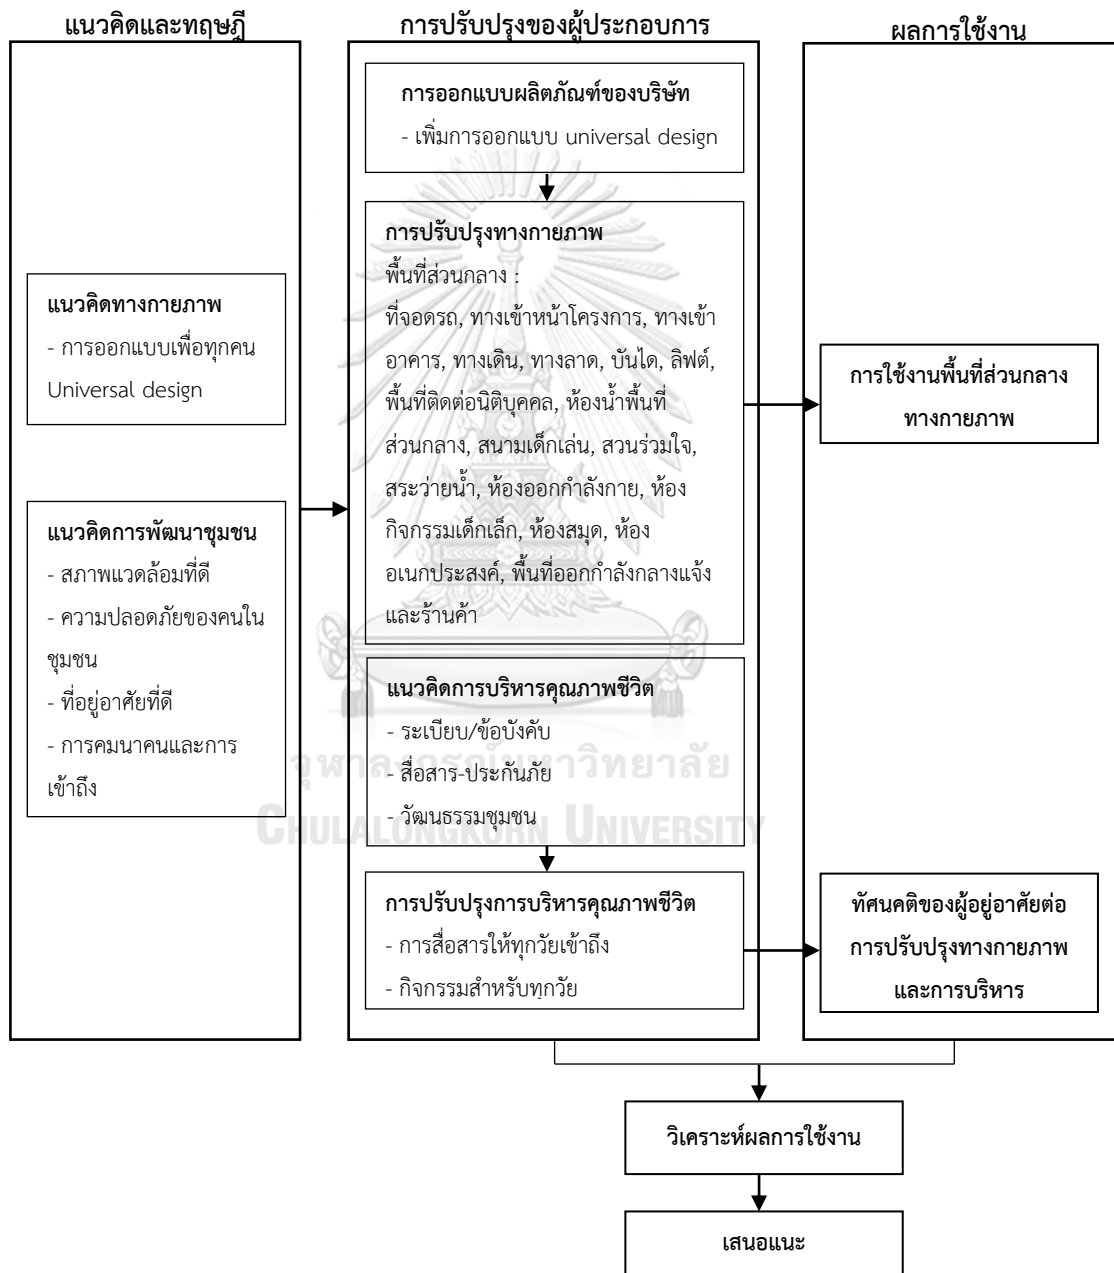 แนวคิดและทฤษฎี
การปรับปรุงของผู้ประกอบการ
ผลการใช้งาน
แนวคิดทางกายภาพ
- การออกแบบเพื่อทุกคน
Universal design
แนวคิดการพัฒนาชุมชน
- สภาพแวดล้อมที่ดี
- ความปลอดภัยของคนใน
ชุมชน
- ที่อยู่อาศัยที่ดี
- การคมนาคนและการ
เข้าถึง
การออกแบบผลิตภัณฑ์ของบริษัท
- เพิ่มการออกแบบ universal design
การปรับปรุงทางกายภาพ
พื้นที่ส่วนกลาง :
ที่จอดรถ, ทางเข้าหน้าโครงการ, ทางเข้า
อาคาร, ทางเดิน, ทางลาด, บันได, ลิฟต์,
พื้นที่ติดต่อนิติบุคคล, ห้องน้ำพื้นที่
ส่วนกลาง, สนามเด็กเล่น, สวนร่วมใจ,
สระว่ายน้ำ, ห้องออกกำลังกาย, ห้อง
กิจกรรมเด็กเล็ก, ห้องสมุด, ห้อง
อเนกประสงค์, พื้นที่ออกกำลังกลางแจ้ง
และร้านค้า
แนวคิดการบริหารคุณภาพชีวิต
- ระเบียบ/ข้อบังคับ
- สื่อสาร-ประกันภัย
- วัฒนธรรมชุมชน
การปรับปรุงการบริหารคุณภาพชีวิต
- การสื่อสารให้ทุกวัยเข้าถึง
- กิจกรรมสำหรับทุกวัย
การใช้งานพื้นที่ส่วนกลาง
ทางกายภาพ
ทัศนคติของผู้อยู่อาศัยต่อ
การปรับปรุงทางกายภาพ
และการบริหาร
วิเคราะห์ผลการใช้งาน
เสนอแนะ
จุฬาลงกรณ์มหาวิทยาลัย
CHULALONGKORN UNIVERSITY